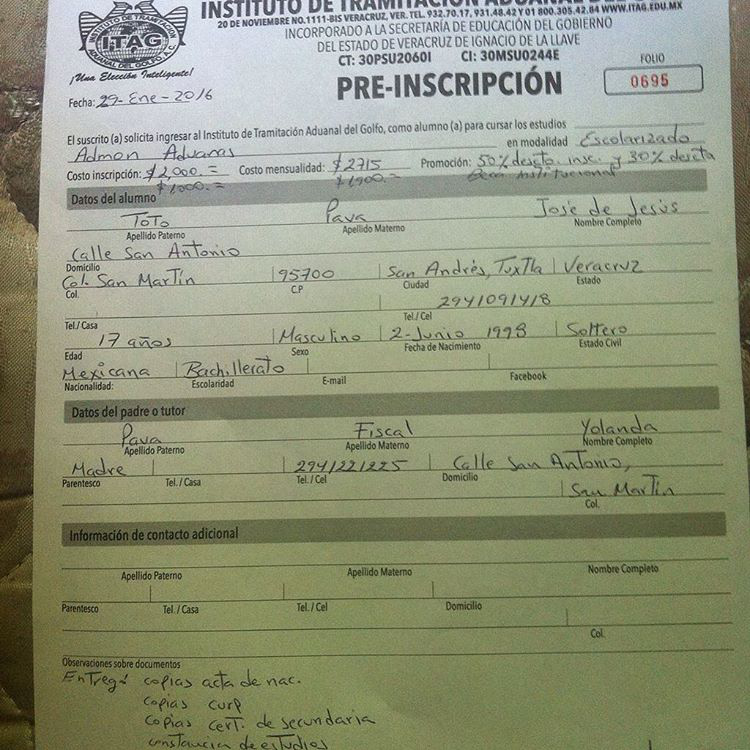 INSTITUTO DE TRAMITACIÓN ADUANAL DEL
20 DE NOVIEMBRE NO.1111-BIS VERACRUZ, VER. TEL. 932.70.17, 931.48.42 Y 01 800.305.42.84 WWW.ITAG.EDU.MX
INCORPORADO A LA SECRETARÍA DE EDUCACIÓN DEL GOBIERNO
DEL ESTADO DE VERACRUZ DE IGNACIO DE LA LLAVE
CT: 30PSU2060I CI: 30MSU0244E
INSTITUTO DE TRAMITACIÓN
ITAG
ADUANAL DEL GOLFO, A.C.
¡Una Elección Inteligente!
PRE-INSCRIPCIÓN
FOLIO
0695
Fecha: 29-Ene-2016
El suscrito (a) solicita ingresar al Instituto de Tramitación Aduanal del Golfo, como alumno (a) para cursar los estudios
Admon Aduanas en modalidad Escolarizado
Costo inscripción: $2,000.= Costo mensualidad: $2715 Promoción: 50% descto insc. y 30% descto
$1,000.= $1,900.= Beca institucional
Datos del alumno
Toto Pava José de Jesús
Apellido Paterno Apellido Materno Nombre Completo
Calle San Antonio
Domicilio
Col. San Martín 95700 San Andrés, Tuxtla Veracruz
Col. C.P Ciudad Estado
2941091418
Tel./Casa Tel./Cel
17 años Masculino 2-Junio 1998 Soltero
Edad Sexo Fecha de Nacimiento Estado Civil
Mexicana Bachillerato
Nacionalidad: Escolaridad E-mail Facebook
Datos del padre o tutor
Pava Fiscal Yolanda
Apellido Paterno Apellido Materno Nombre Completo
Madre 2941221225 Calle San Antonio,
Parentesco Tel./Casa Tel./Cel Domicilio
San Martín
Col.
Información de contacto adicional
Apellido Paterno Apellido Materno Nombre Completo
Parentesco Tel./Casa Tel./Cel Domicilio
Col.
Observaciones sobre documentos
Entregó copias acta de nac.
copias curp
copias cert. de secundaria
constancia de estudios